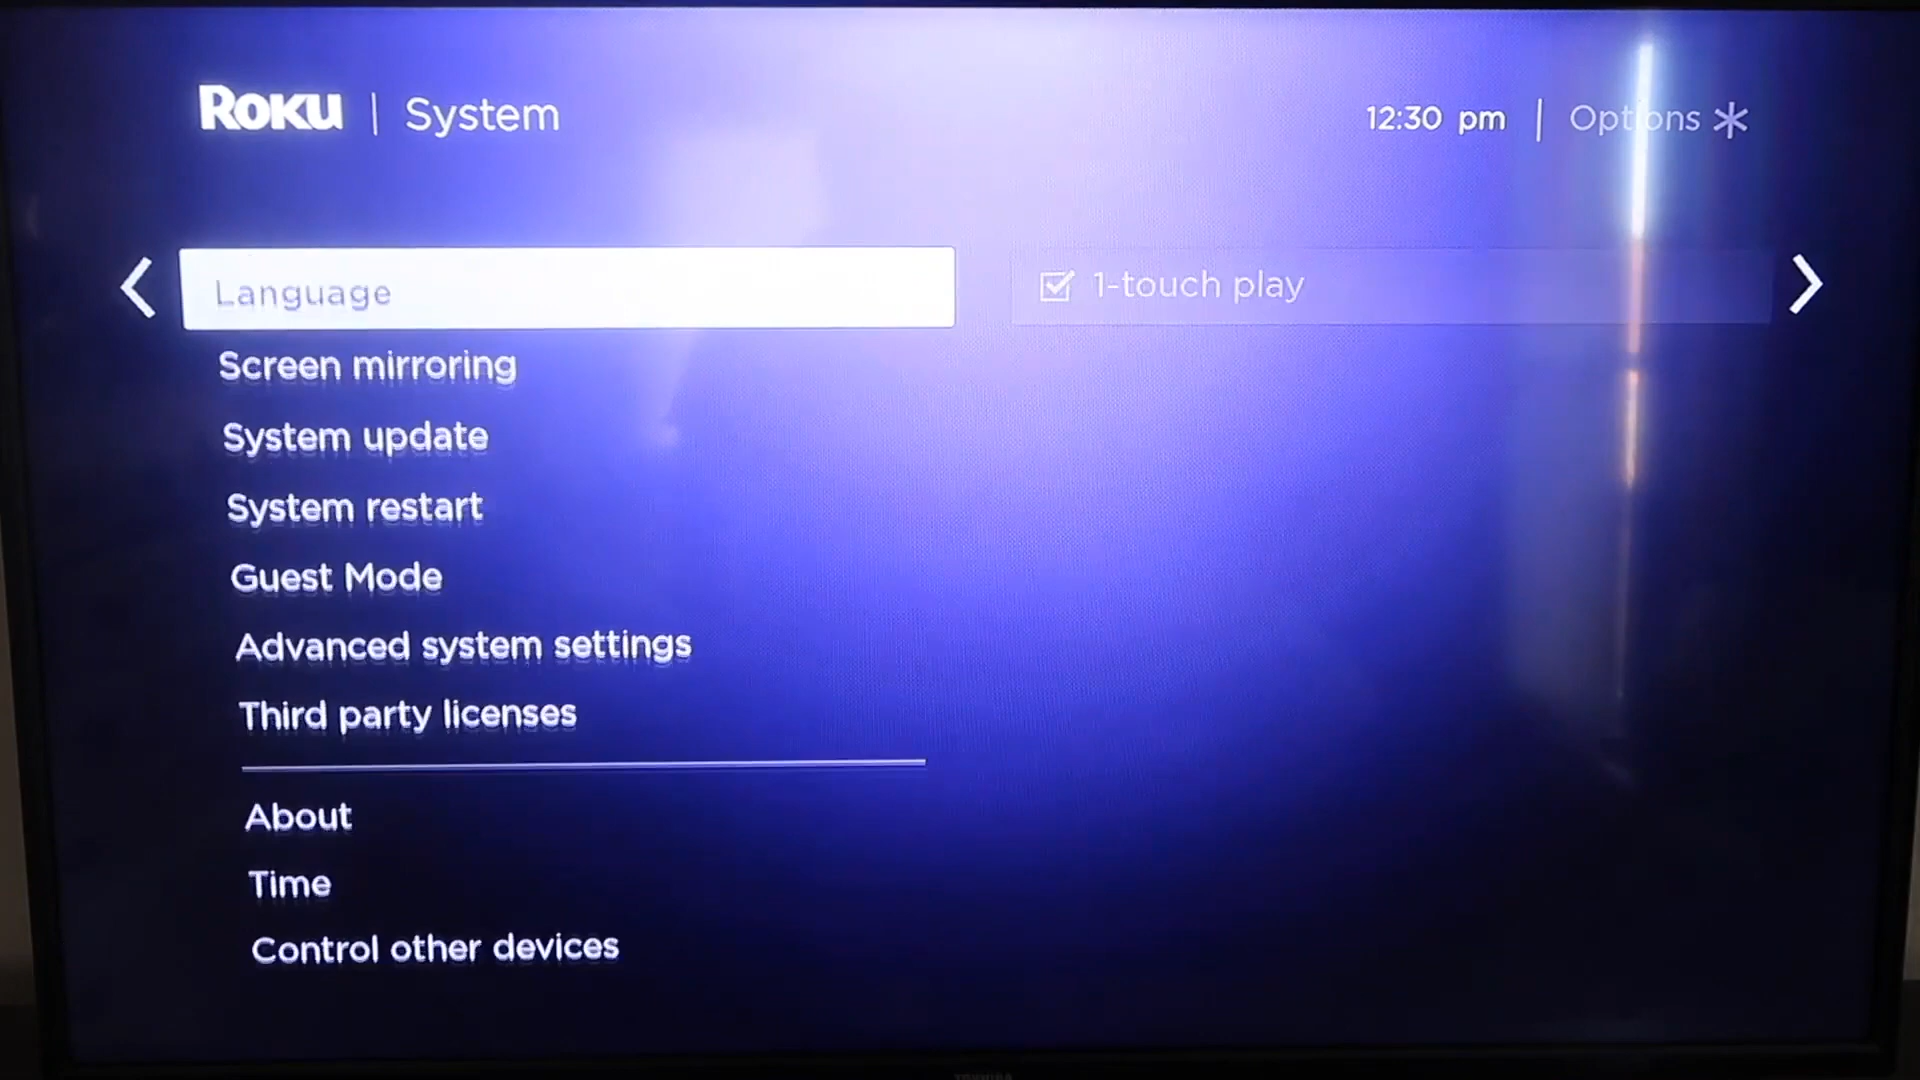 Roku | System
12:30 pm | Options *
Language
1-touch play
Screen mirroring
System update
System restart
Guest Mode
Advanced system settings
Third party licenses
About
Time
Control other devices
TOSHIBA